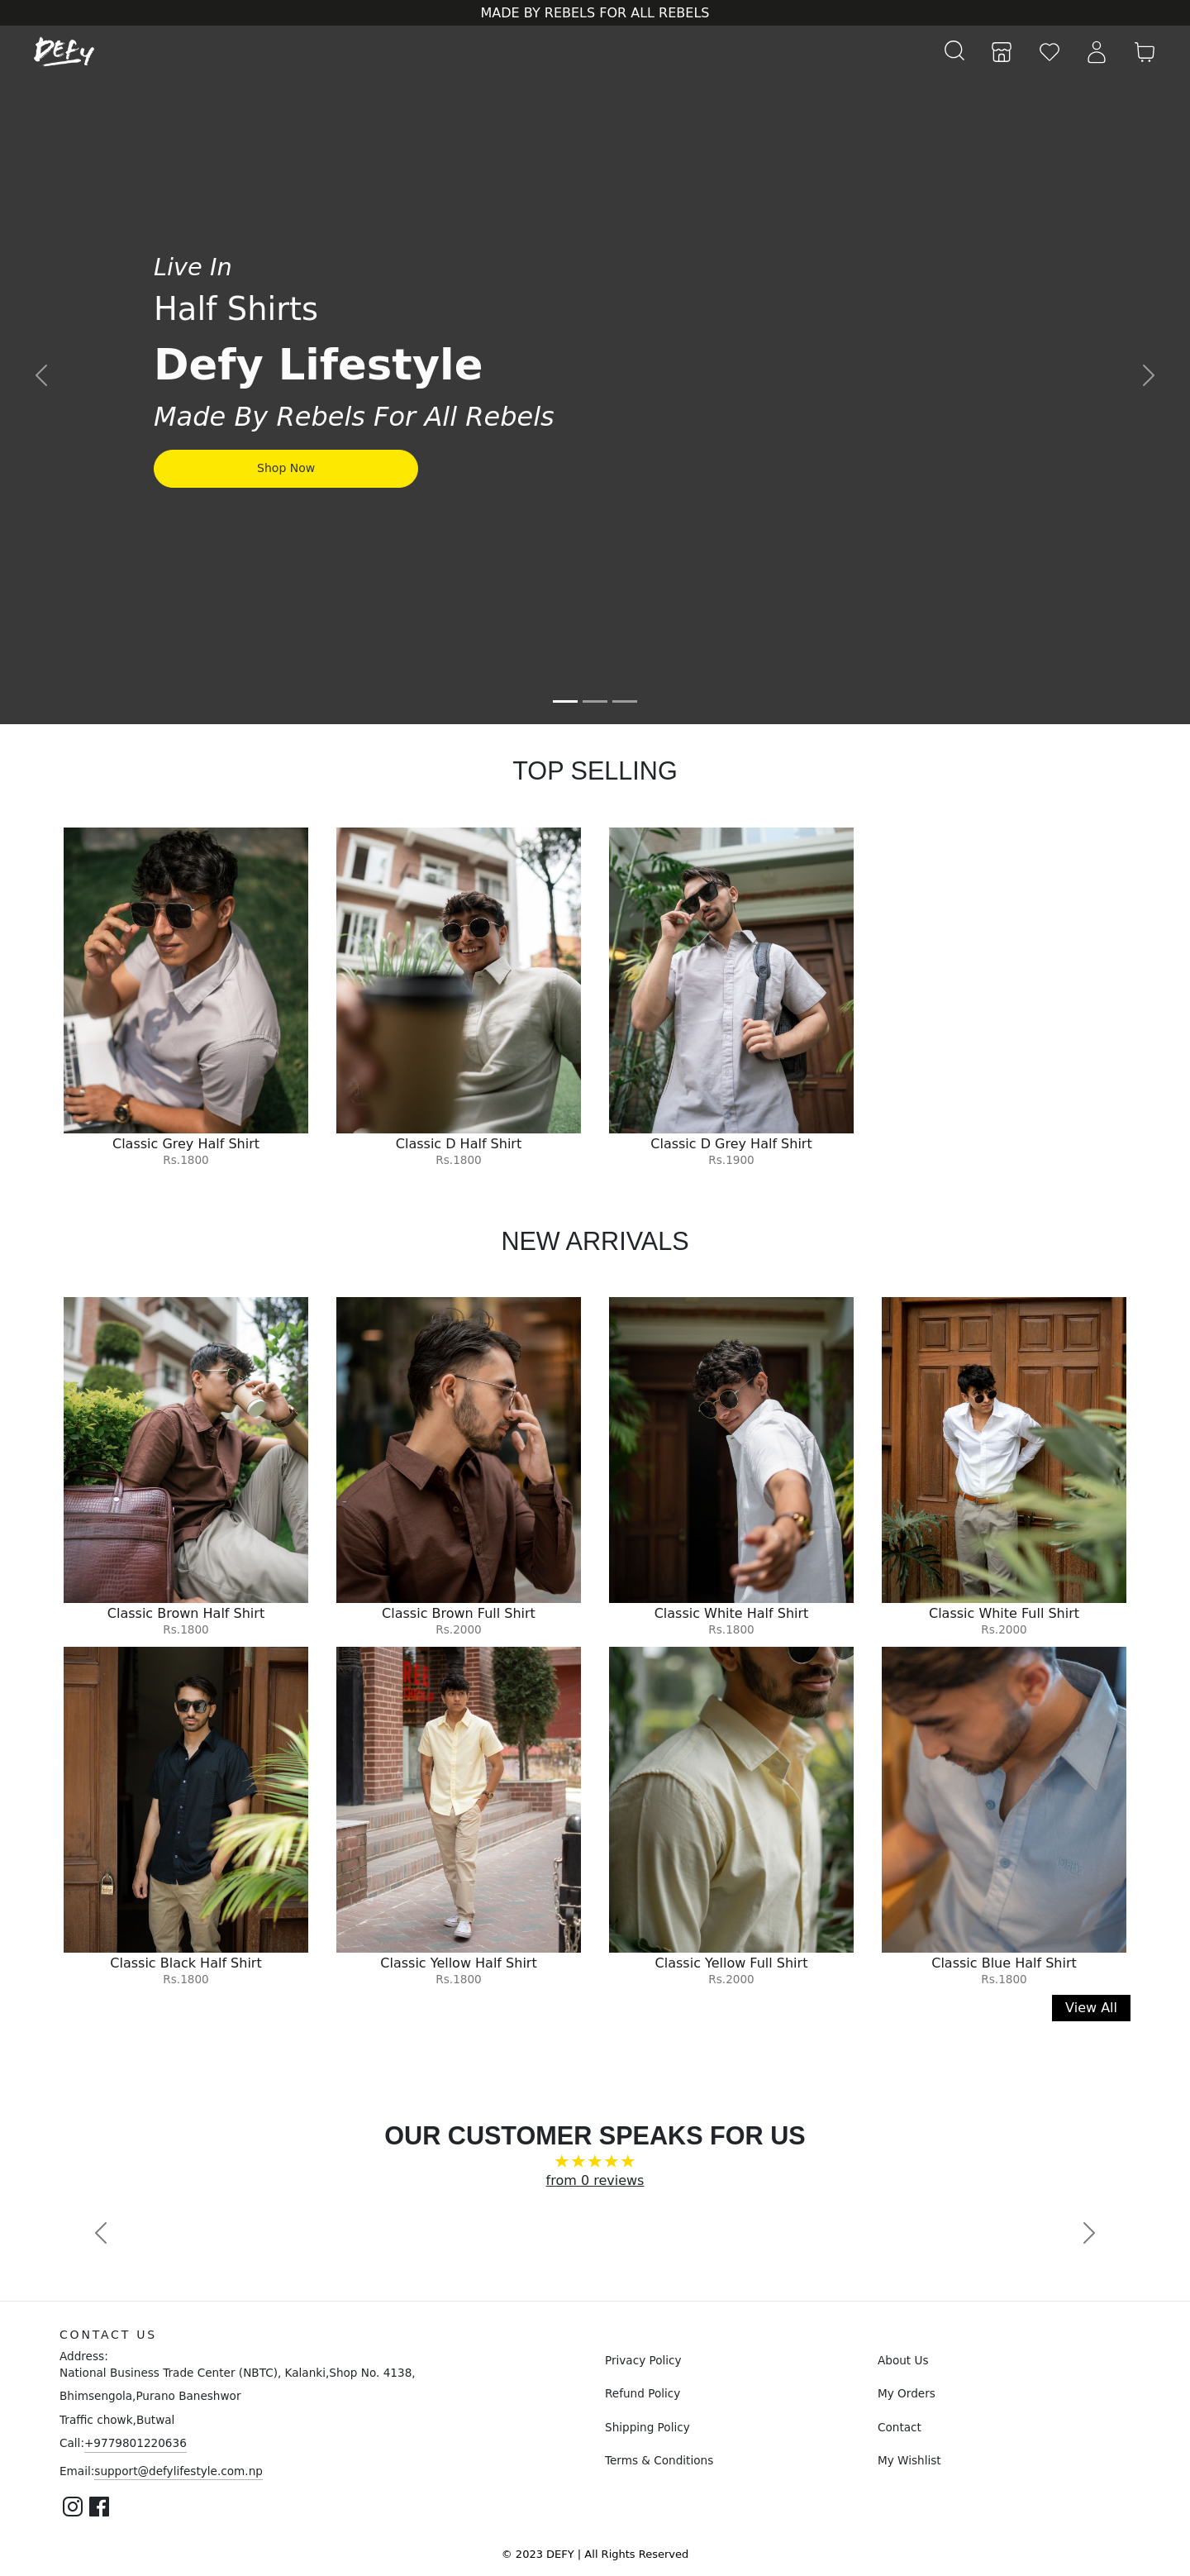 MADE BY REBELS FOR ALL REBELS
DEFY
Live In
Half Shirts
Defy Lifestyle
Made By Rebels For All Rebels
Shop Now
TOP SELLING
Classic Grey Half Shirt
Rs.1800
Classic D Half Shirt
Rs.1800
Classic D Grey Half Shirt
Rs.1900
NEW ARRIVALS
Classic Brown Half Shirt
Rs.1800
Classic Brown Full Shirt
Rs.2000
Classic White Half Shirt
Rs.1800
Classic White Full Shirt
Rs.2000
Classic Black Half Shirt
Rs.1800
Classic Yellow Half Shirt
Rs.1800
Classic Yellow Full Shirt
Rs.2000
Classic Blue Half Shirt
Rs.1800
View All
OUR CUSTOMER SPEAKS FOR US
★★★★★
from 0 reviews
CONTACT US
Address:
National Business Trade Center (NBTC), Kalanki,Shop No. 4138,
Bhimsengola,Purano Baneshwor
Traffic chowk,Butwal
Call:+9779801220636
Email:support@defylifestyle.com.np
Privacy Policy
Refund Policy
Shipping Policy
Terms & Conditions
About Us
My Orders
Contact
My Wishlist
© 2023 DEFY | All Rights Reserved